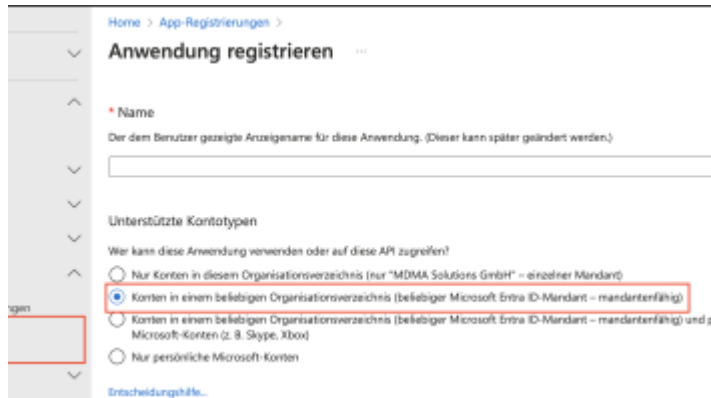 Home > App-Registrierungen >
Anwendung registrieren ...
* Name
Der dem Benutzer gezeigte Anzeigename für diese Anwendung. (Dieser kann später geändert werden.)
Unterstützte Kontotypen
Wer kann diese Anwendung verwenden oder auf diese API zugreifen?
Nur Konten in diesem Organisationsverzeichnis (nur "MDMA Solutions GmbH" – einzelner Mandant)
ngen
Konten in einem beliebigen Organisationsverzeichnis (beliebiger Microsoft Entra ID-Mandant – mandantenfähig)
Konten in einem beliebigen Organisationsverzeichnis (beliebiger Microsoft Entra ID-Mandant – mandantenfähig) und p
Microsoft-Konten (z. B. Skype, Xbox)
Nur persönliche Microsoft-Konten
Entscheidungshilfe...